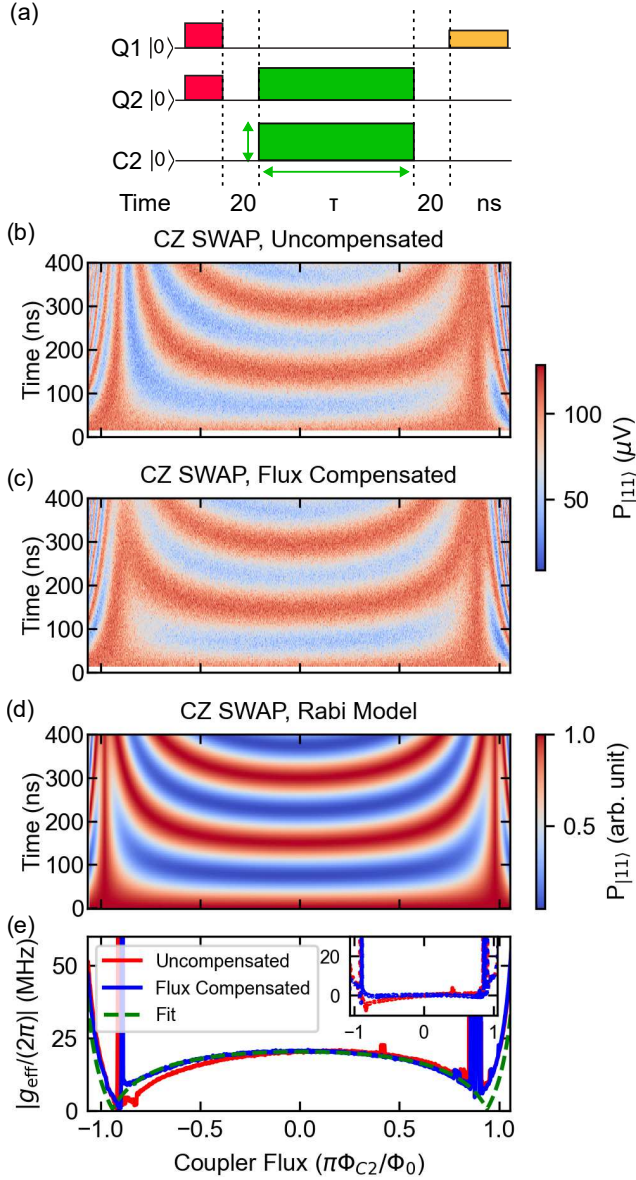 (a)
Q1 |0⟩
Q2 |0⟩
C2 |0⟩
Time 20 τ 20 ns
(b)
CZ SWAP, Uncompensated
400
300
200
100
0
Time (ns)
(c)
CZ SWAP, Flux Compensated
400
300
200
100
0
Time (ns)
100
50
P|11⟩ (μV)
(d)
CZ SWAP, Rabi Model
400
300
200
100
0
Time (ns)
1.0
0.5
P|11⟩ (arb. unit)
(e)
50
25
0
|g_eff/(2π)| (MHz)
Uncompensated
Flux Compensated
Fit
20
0
−1 0 1
−1.0 −0.5 0.0 0.5 1.0
Coupler Flux (πΦ_C2/Φ_0)